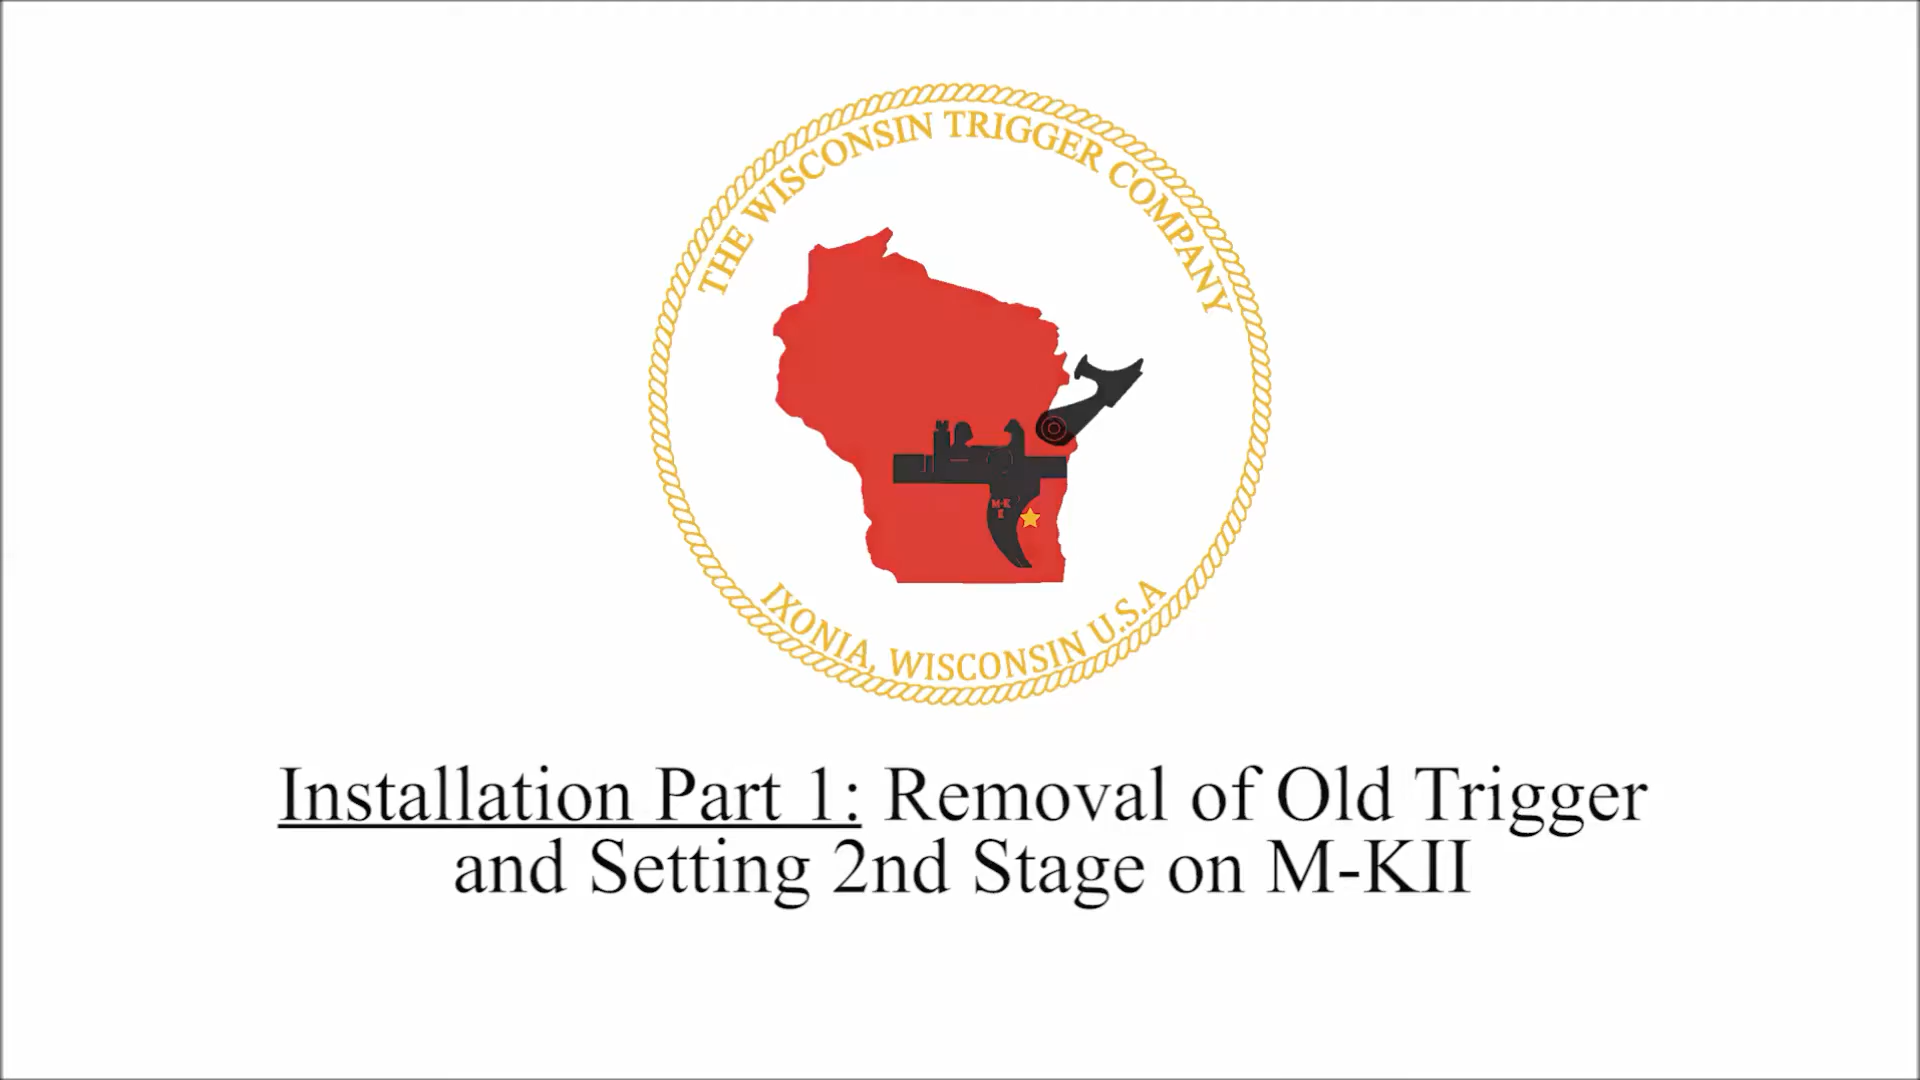 THE WISCONSIN TRIGGER COMPANY
M-K
IXONIA, WISCONSIN U.S.A
Installation Part 1: Removal of Old Trigger
and Setting 2nd Stage on M-KII